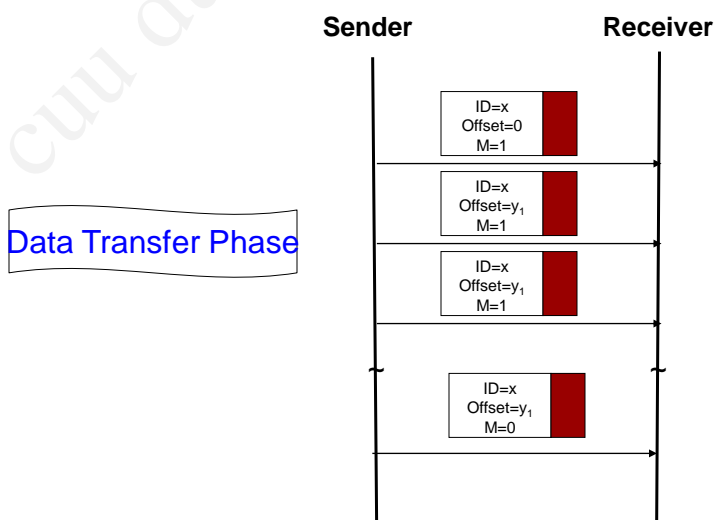 Sender Receiver
ID=x
Offset=0
M=1
ID=x
Offset=y₁
M=1
Data Transfer Phase
ID=x
Offset=y₁
M=1
~ ~
ID=x
Offset=y₁
M=0